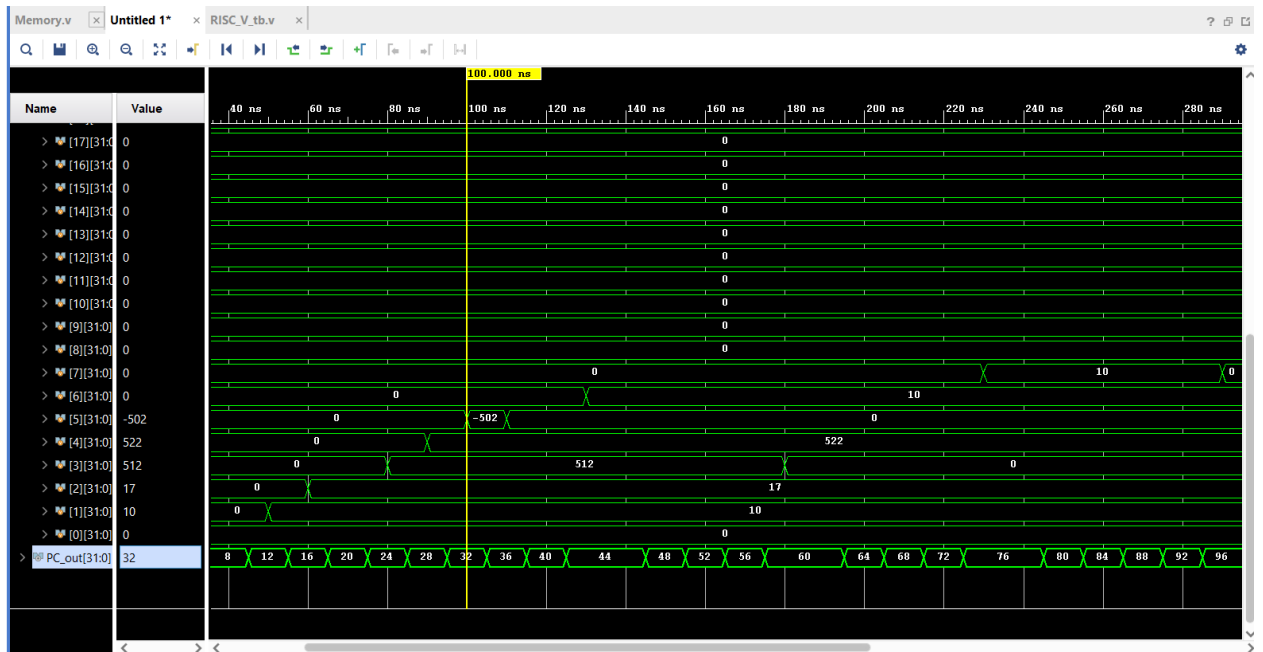 Memory.v × Untitled 1* × RISC_V_tb.v ×
?
100.000 ns
Name Value 40 ns 60 ns 80 ns 100 ns 120 ns 140 ns 160 ns 180 ns 200 ns 220 ns 240 ns 260 ns 280 ns
> [17][31:0 0 0
> [16][31:0 0 0
> [15][31:0 0 0
> [14][31:0 0 0
> [13][31:0 0 0
> [12][31:0 0 0
> [11][31:0 0 0
> [10][31:0 0 0
> [9][31:0] 0 0
> [8][31:0] 0 0
> [7][31:0] 0 0 10 0
> [6][31:0] 0 0 10
> [5][31:0] -502 0 -502 0
> [4][31:0] 522 0 522
> [3][31:0] 512 0 512 0
> [2][31:0] 17 0 17
> [1][31:0] 10 0 10
> [0][31:0] 0 0
> PC_out[31:0] 32 8 12 16 20 24 28 32 36 40 44 48 52 56 60 64 68 72 76 80 84 88 92 96